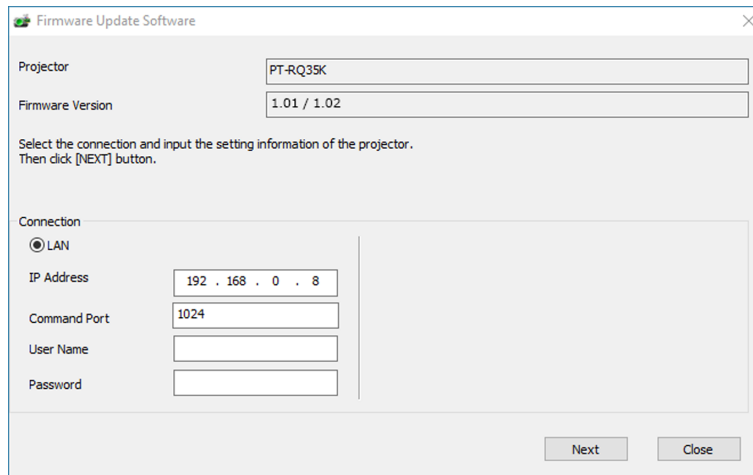 Firmware Update Software
Projector PT-RQ35K
Firmware Version 1.01 / 1.02
Select the connection and input the setting information of the projector.
Then click [NEXT] button.
Connection
LAN
IP Address 192 . 168 . 0 . 8
Command Port 1024
User Name
Password
Next Close